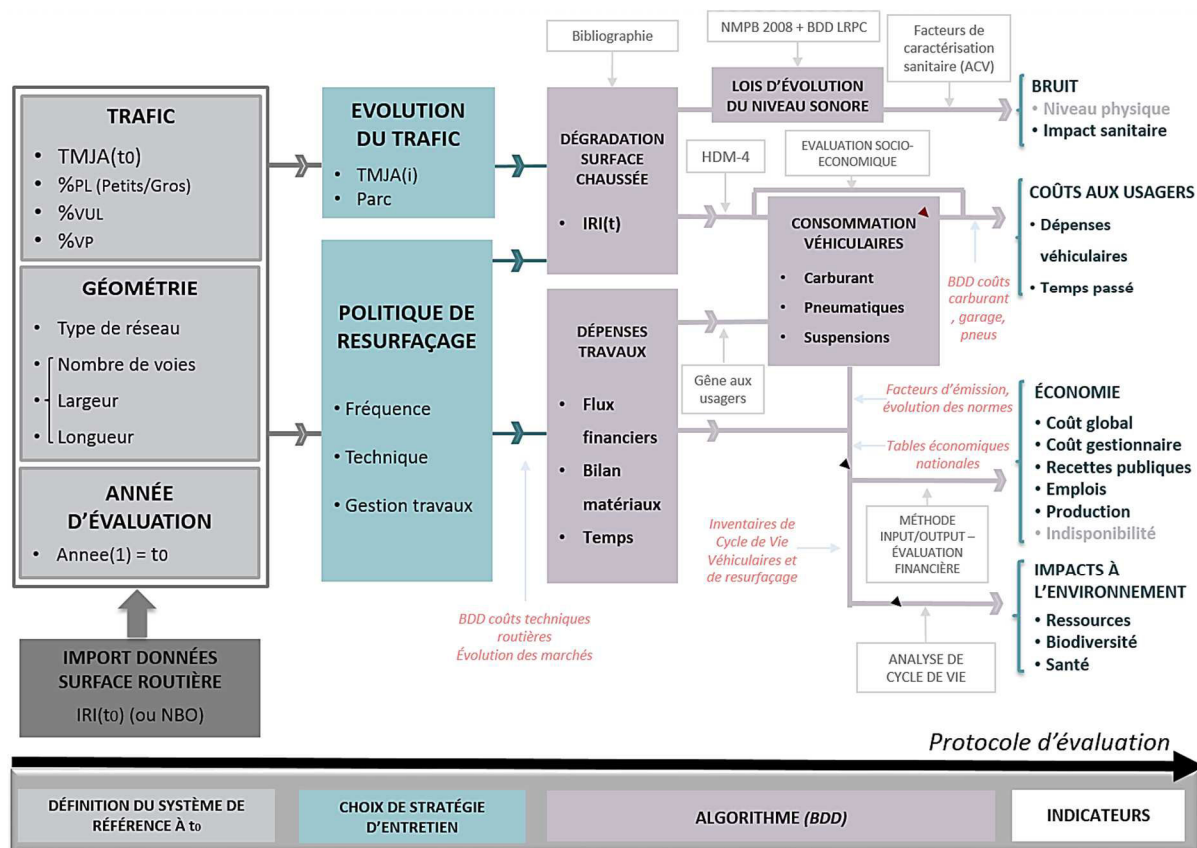 TRAFIC
• TMJA(t0)
• %PL (Petits/Gros)
• %VUL
• %VP
GÉOMÉTRIE
• Type de réseau
• Nombre de voies
• Largeur
• Longueur
ANNÉE
D'ÉVALUATION
• Annee(1) = t0
IMPORT DONNÉES
SURFACE ROUTIÈRE
IRI(t0) (ou NBO)
EVOLUTION
DU TRAFIC
• TMJA(i)
• Parc
POLITIQUE DE
RESURFAÇAGE
• Fréquence
• Technique
• Gestion travaux
BDD coûts techniques
routières
Évolution des marchés
Bibliographie
DÉGRADATION
SURFACE
CHAUSSÉE
• IRI(t)
DÉPENSES
TRAVAUX
• Flux
financiers
• Bilan
matériaux
• Temps
NMPB 2008 + BDD LRPC
LOIS D'ÉVOLUTION
DU NIVEAU SONORE
Facteurs de
caractérisation
sanitaire (ACV)
HDM-4
EVALUATION SOCIO-
ECONOMIQUE
CONSOMMATION
VÉHICULAIRES
• Carburant
• Pneumatiques
• Suspensions
Gêne aux
usagers
BDD coûts
carburant
, garage,
pneus
Facteurs d'émission,
évolution des normes
Tables économiques
nationales
Inventaires de
Cycle de Vie
Véhiculaires et
de resurfaçage
MÉTHODE
INPUT/OUTPUT –
ÉVALUATION
FINANCIÈRE
ANALYSE DE
CYCLE DE VIE
BRUIT
• Niveau physique
• Impact sanitaire
COÛTS AUX USAGERS
• Dépenses
véhiculaires
• Temps passé
ÉCONOMIE
• Coût global
• Coût gestionnaire
• Recettes publiques
• Emplois
• Production
• Indisponibilité
IMPACTS À
L'ENVIRONNEMENT
• Ressources
• Biodiversité
• Santé
Protocole d'évaluation
DÉFINITION DU SYSTÈME DE
RÉFÉRENCE À t0
CHOIX DE STRATÉGIE
D'ENTRETIEN
ALGORITHME (BDD)
INDICATEURS